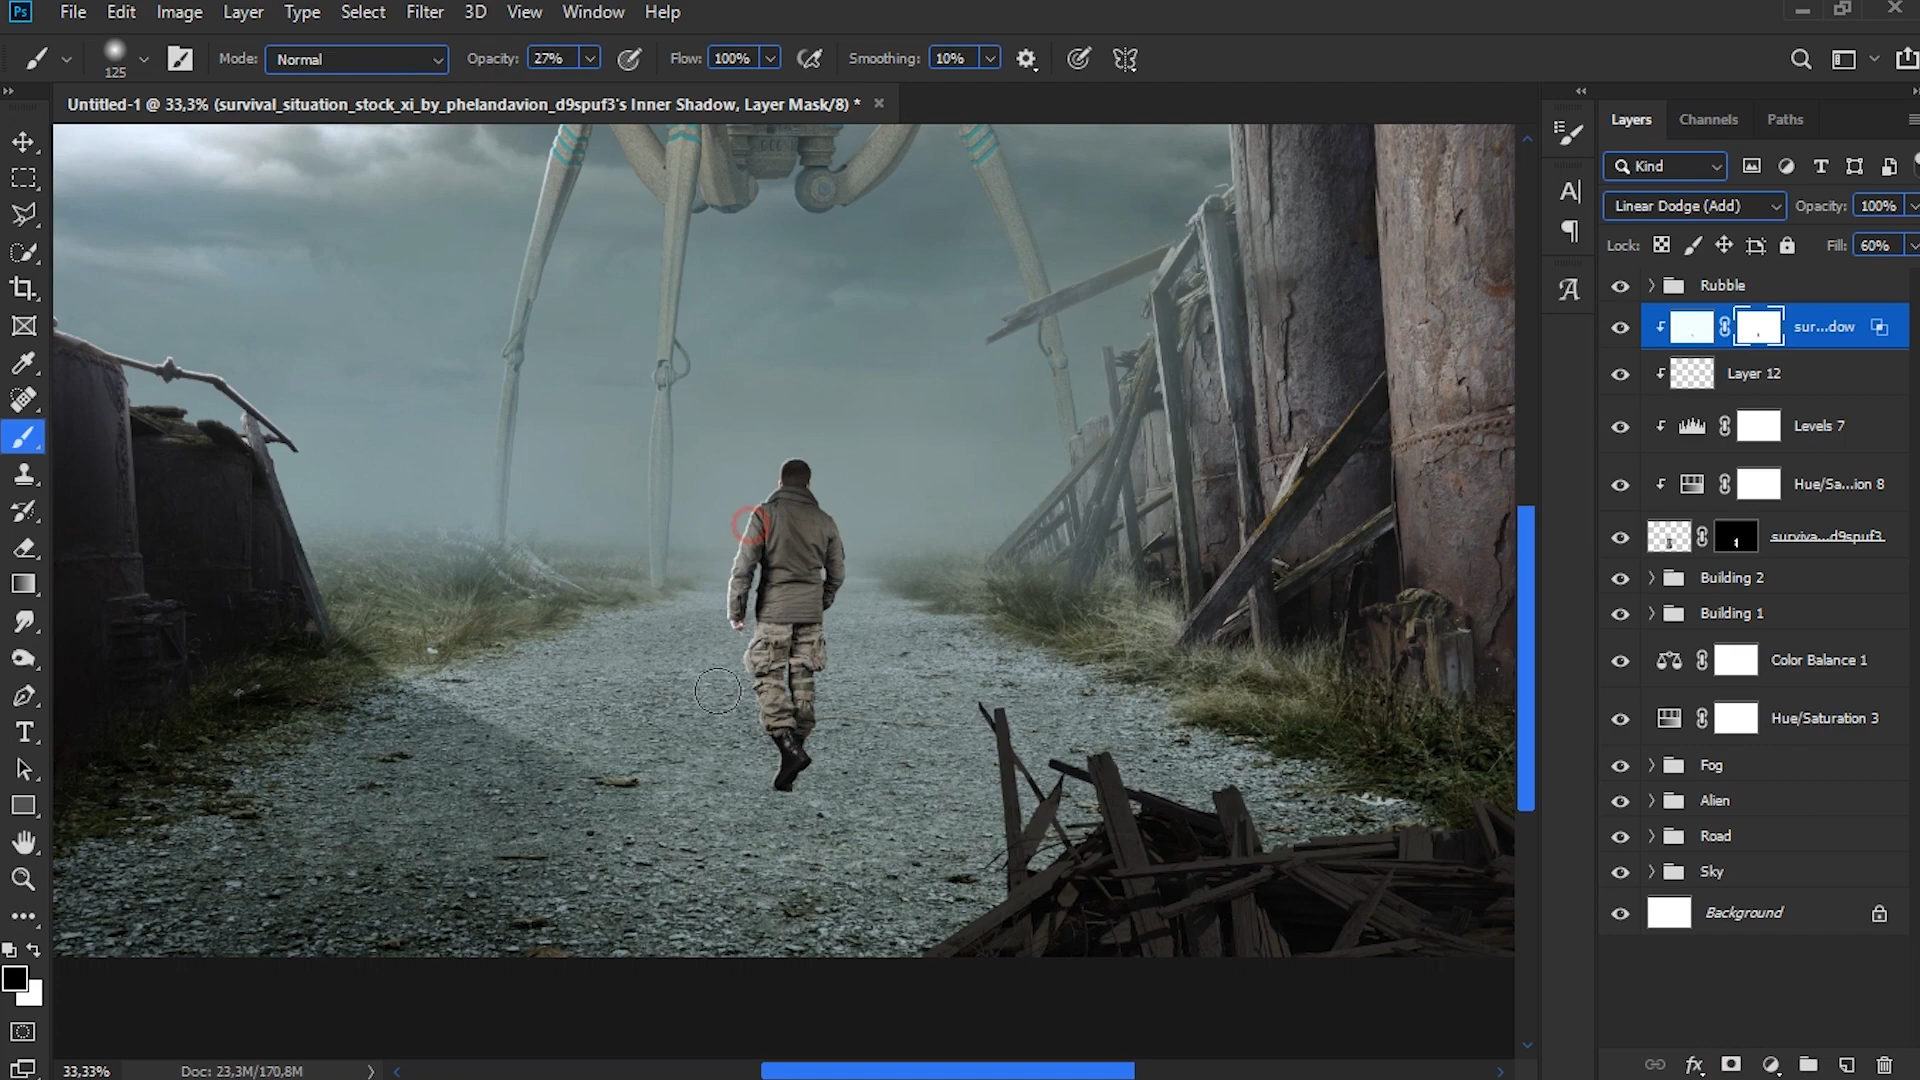 Ps File Edit Image Layer Type Select Filter 3D View Window Help
125 Mode: Normal Opacity: 27% Flow: 100% Smoothing: 10%
Untitled-1 @ 33,3% (survival_situation_stock_xi_by_phelandavion_d9spuf3's Inner Shadow, Layer Mask/8) * ×
Layers Channels Paths
Kind
Linear Dodge (Add) Opacity: 100%
Lock: Fill: 60%
Rubble
sur...dow
Layer 12
Levels 7
Hue/Sa...ion 8
surviva...d9spuf3
Building 2
Building 1
Color Balance 1
Hue/Saturation 3
Fog
Alien
Road
Sky
Background
33,33% Doc: 23,3M/170,8M